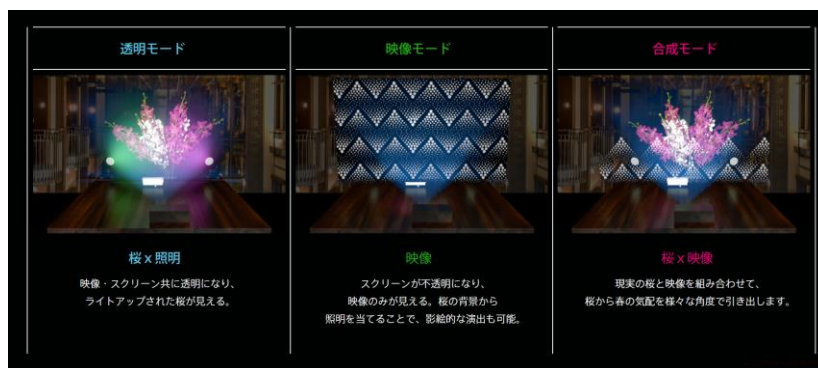 透明モード
映像モード
合成モード
桜 x 照明
映像・スクリーン共に透明になり、
ライトアップされた桜が見える。
映像
スクリーンが不透明になり、
映像のみが見える。桜の背景から
照明を当てることで、影絵的な演出も可能。
桜 x 映像
現実の桜と映像を組み合わせて、
桜から春の気配を様々な角度で引き出します。